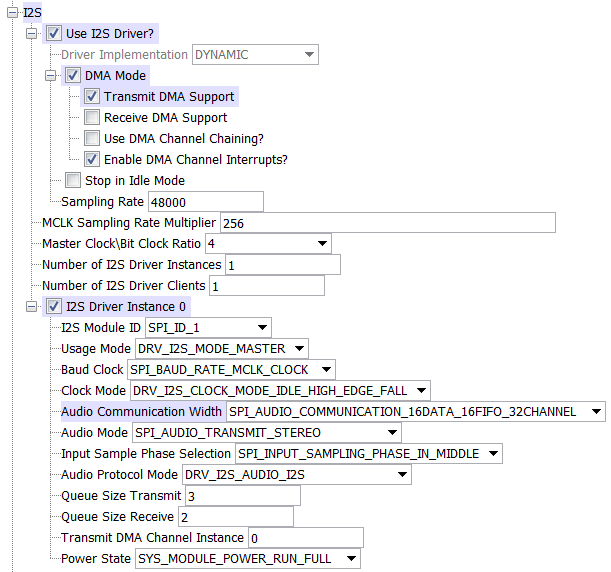 I2S
Use I2S Driver?
Driver Implementation DYNAMIC
DMA Mode
Transmit DMA Support
Receive DMA Support
Use DMA Channel Chaining?
Enable DMA Channel Interrupts?
Stop in Idle Mode
Sampling Rate 48000
MCLK Sampling Rate Multiplier 256
Master Clock\Bit Clock Ratio 4
Number of I2S Driver Instances 1
Number of I2S Driver Clients 1
I2S Driver Instance 0
I2S Module ID SPI_ID_1
Usage Mode DRV_I2S_MODE_MASTER
Baud Clock SPI_BAUD_RATE_MCLK_CLOCK
Clock Mode DRV_I2S_CLOCK_MODE_IDLE_HIGH_EDGE_FALL
Audio Communication Width SPI_AUDIO_COMMUNICATION_16DATA_16FIFO_32CHANNEL
Audio Mode SPI_AUDIO_TRANSMIT_STEREO
Input Sample Phase Selection SPI_INPUT_SAMPLING_PHASE_IN_MIDDLE
Audio Protocol Mode DRV_I2S_AUDIO_I2S
Queue Size Transmit 3
Queue Size Receive 2
Transmit DMA Channel Instance 0
Power State SYS_MODULE_POWER_RUN_FULL